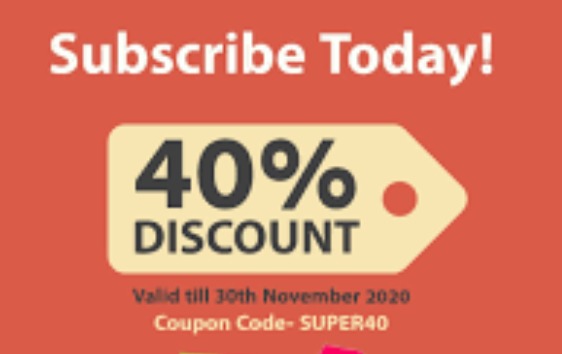 Subscribe Today!
40%
DISCOUNT
Valid till 30th November 2020
Coupon Code- SUPER40